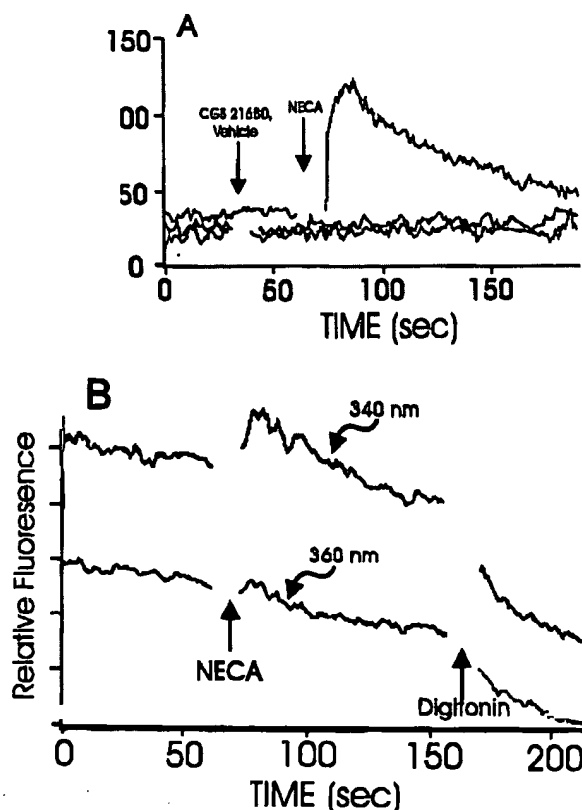 A
150
00
50
0
CGS 21680,
Vehicle
NECA
0 50 100 150
TIME (sec)
B
Relative Fluoresence
340 nm
360 nm
NECA
Digitonin
0 50 100 150 200
TIME (sec)